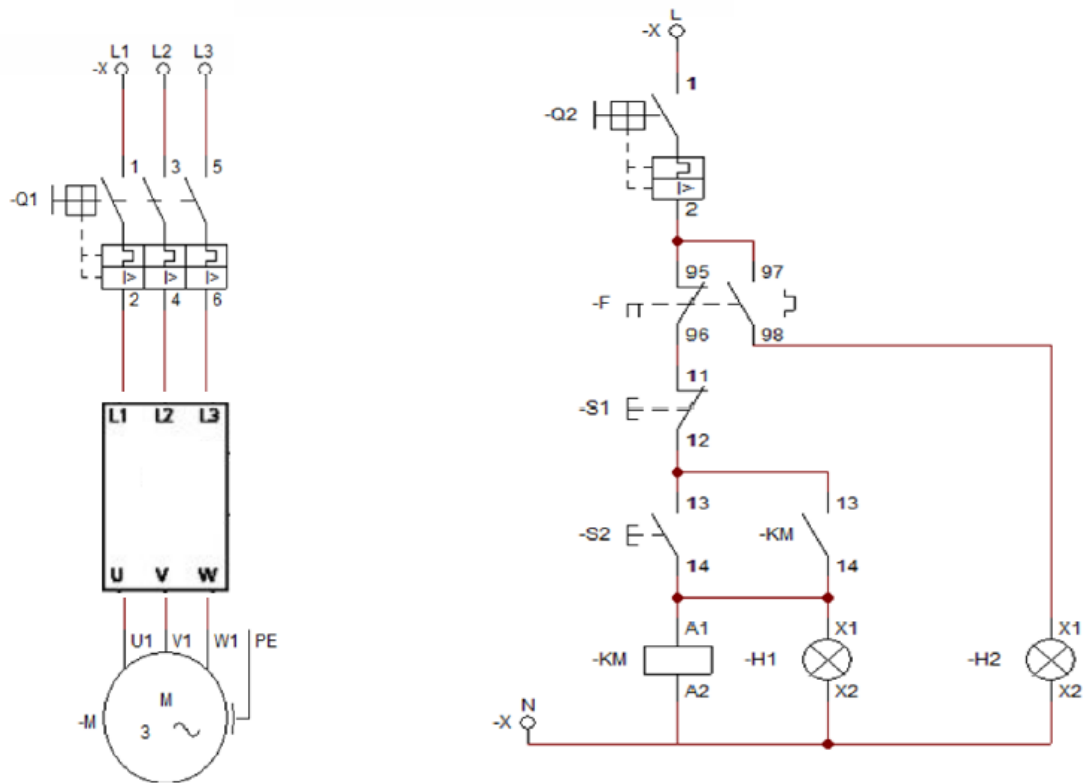 L1 L2 L3
-X
1 3 5
-Q1
I> I> I>
2 4 6
L1 L2 L3
U V W
U1 V1 W1 PE
M
-M
3
L
-X
1
-Q2
I>
2
95 97
-F
96 98
11
-S1
12
13 13
-S2 -KM
14 14
A1 X1 X1
-KM -H1 -H2
A2 X2 X2
N
-X